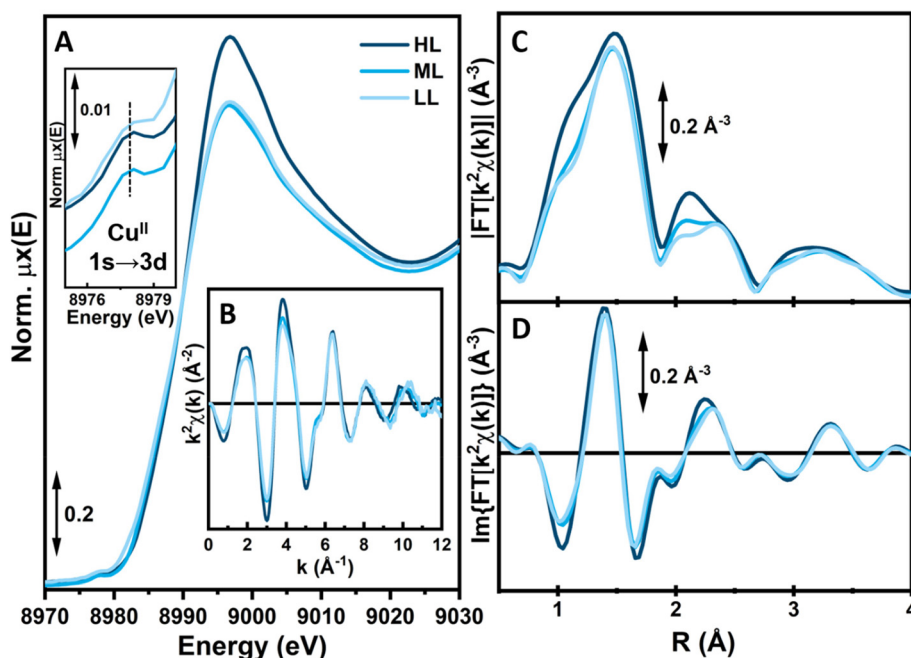 A
HL
ML
LL
0.01
Norm μx(E)
Cuᴵᴵ
1s→3d
8976 8979
Energy (eV)
Norm. μx(E)
0.2
B
k²χ(k) (Å⁻²)
0 2 4 6 8 10 12
k (Å⁻¹)
8970 8980 8990 9000 9010 9020 9030
Energy (eV)
C
|FT[k²χ(k)]| (Å⁻³)
0.2 Å⁻³
D
Im{FT[k²χ(k)]} (Å⁻³)
0.2 Å⁻³
1 2 3 4
R (Å)